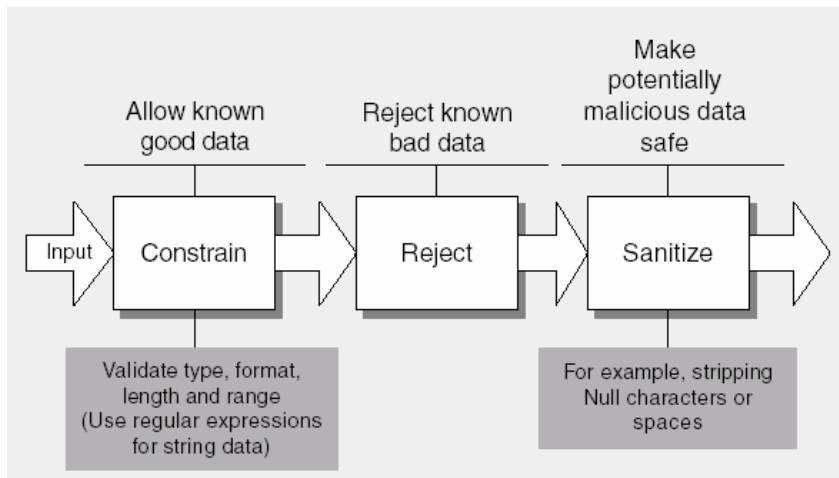 Allow known
good data
Reject known
bad data
Make
potentially
malicious data
safe
Input
Constrain
Reject
Sanitize
Validate type, format,
length and range
(Use regular expressions
for string data)
For example, stripping
Null characters or
spaces